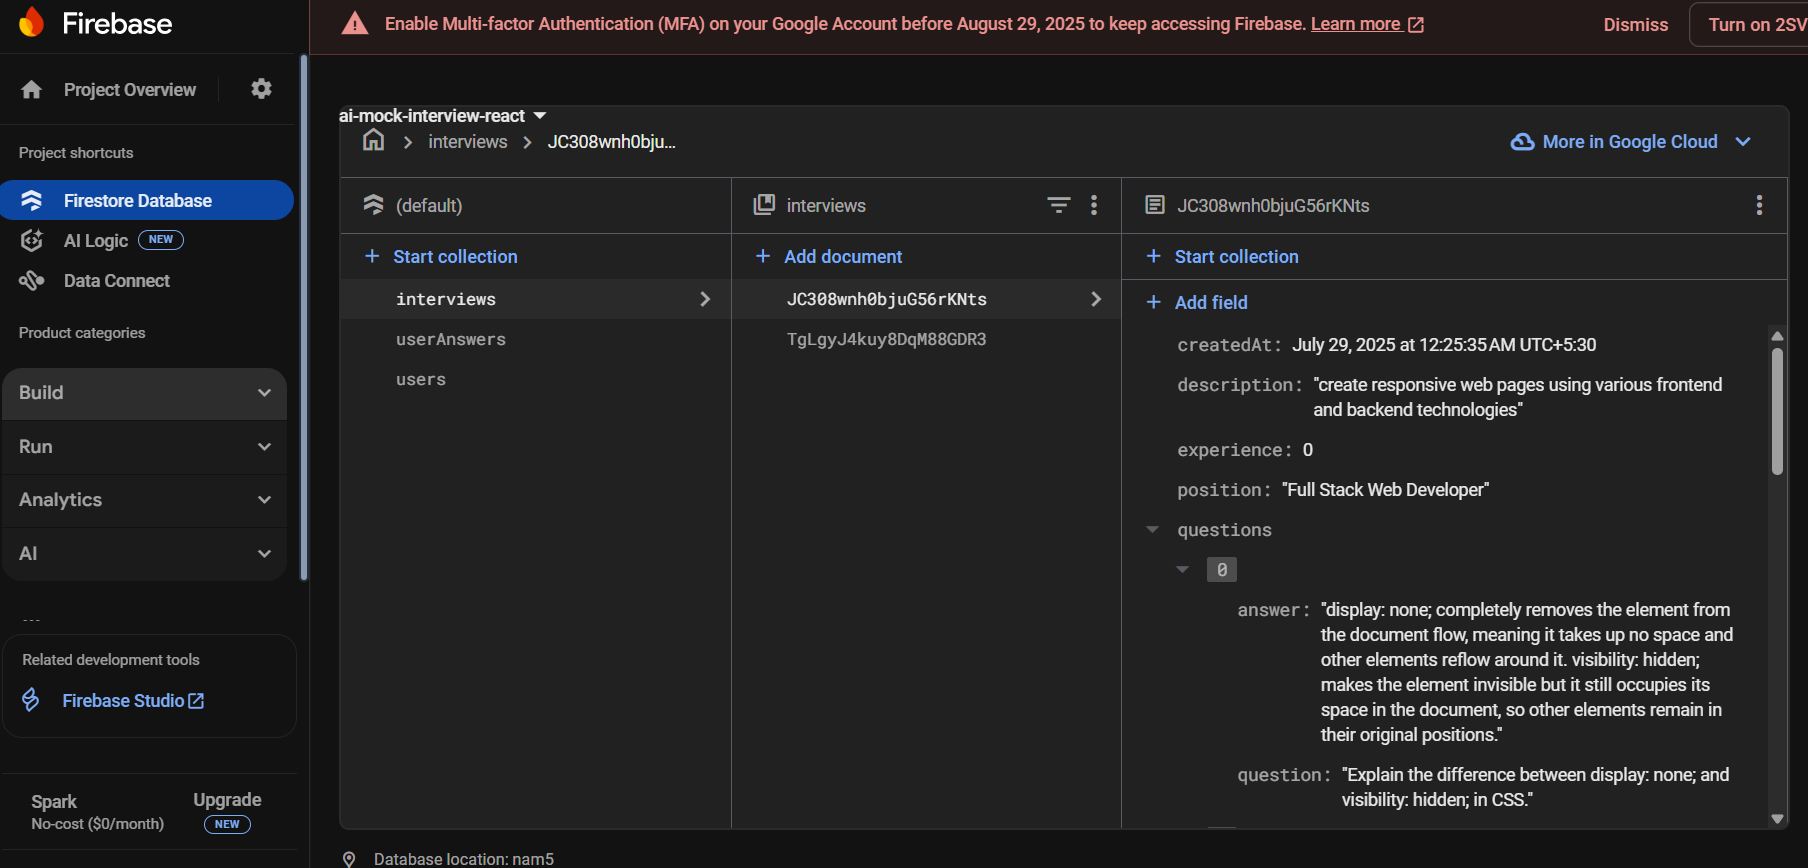 Firebase
Enable Multi-factor Authentication (MFA) on your Google Account before August 29, 2025 to keep accessing Firebase. Learn more
Dismiss
Turn on 2SV
Project Overview
Project shortcuts
Firestore Database
AI Logic NEW
Data Connect
Product categories
Build
Run
Analytics
AI
...
Related development tools
Firebase Studio
Spark
No-cost ($0/month)
Upgrade
NEW
ai-mock-interview-react
interviews
JC308wnh0bju...
More in Google Cloud
(default)
Start collection
interviews
userAnswers
users
interviews
Add document
JC308wnh0bjuG56rKNts
TgLgyJ4kuy8DqM88GDR3
JC308wnh0bjuG56rKNts
Start collection
Add field
createdAt: July 29, 2025 at 12:25:35 AM UTC+5:30
description: "create responsive web pages using various frontend
and backend technologies"
experience: 0
position: "Full Stack Web Developer"
questions
0
answer: "display: none; completely removes the element from
the document flow, meaning it takes up no space and
other elements reflow around it. visibility: hidden;
makes the element invisible but it still occupies its
space in the document, so other elements remain in
their original positions."
question: "Explain the difference between display: none; and
visibility: hidden; in CSS."
Database location: nam5